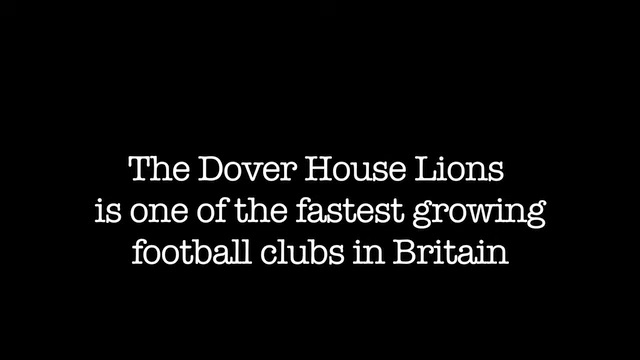 The Dover House Lions
is one of the fastest growing
football clubs in Britain